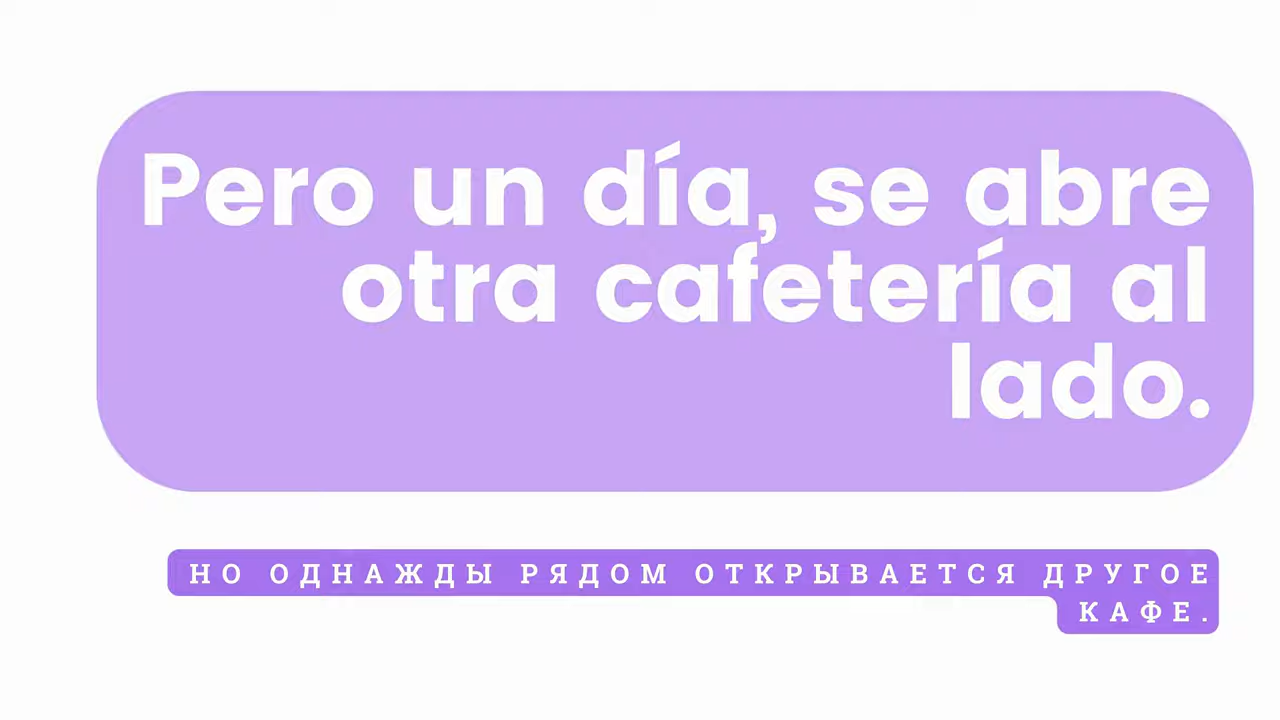 Pero un día, se abre
otra cafetería al
lado.
НО ОДНАЖДЫ РЯДОМ ОТКРЫВАЕТСЯ ДРУГОЕ
КАФЕ.